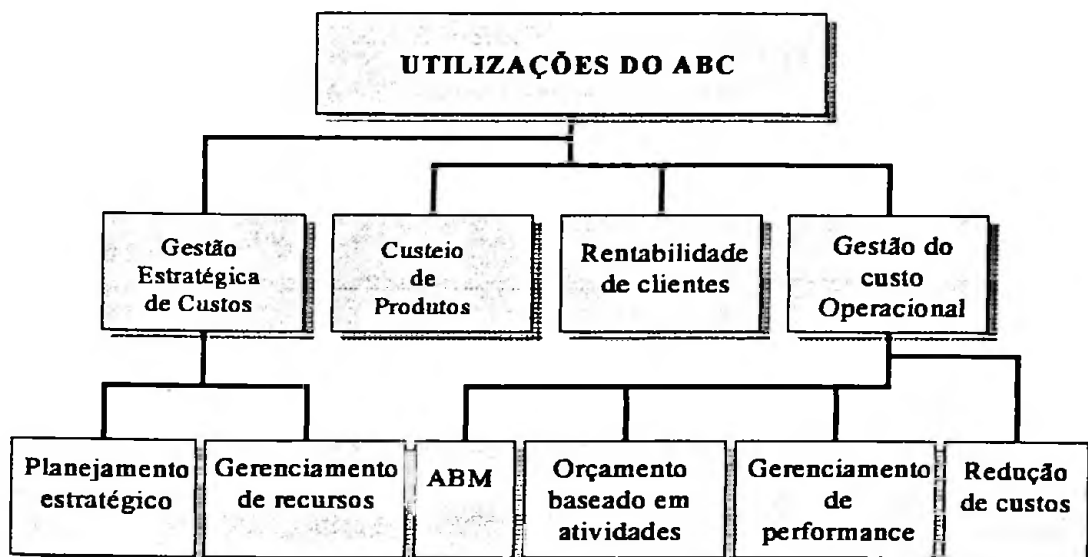 UTILIZAÇÕES DO ABC
Gestão
Estratégica
de Custos
Custeio
de
Produtos
Rentabilidade
de clientes
Gestão do
custo
Operacional
Planejamento
estratégico
Gerenciamento
de recursos
ABM
Orçamento
baseado em
atividades
Gerenciamento
de
performance
Redução
de custos